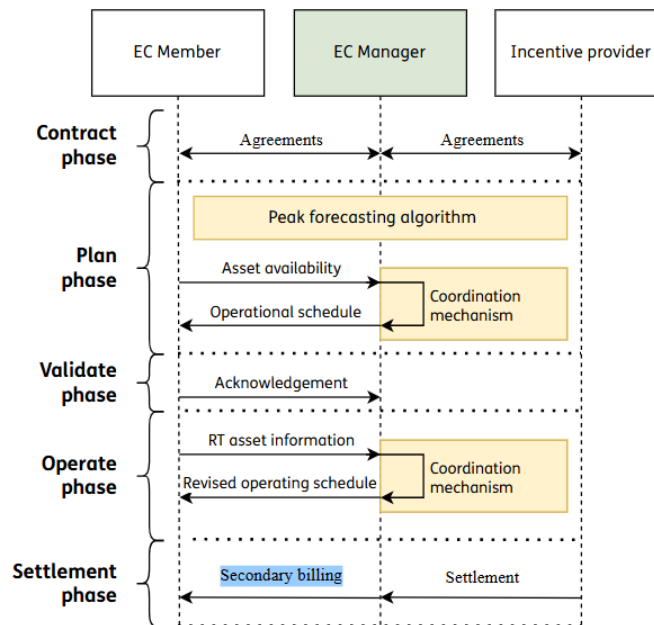 EC Member
EC Manager
Incentive provider
Contract
phase
Agreements
Agreements
Plan
phase
Peak forecasting algorithm
Asset availability
Operational schedule
Coordination
mechanism
Validate
phase
Acknowledgement
Operate
phase
RT asset information
Revised operating schedule
Coordination
mechanism
Settlement
phase
Secondary billing
Settlement